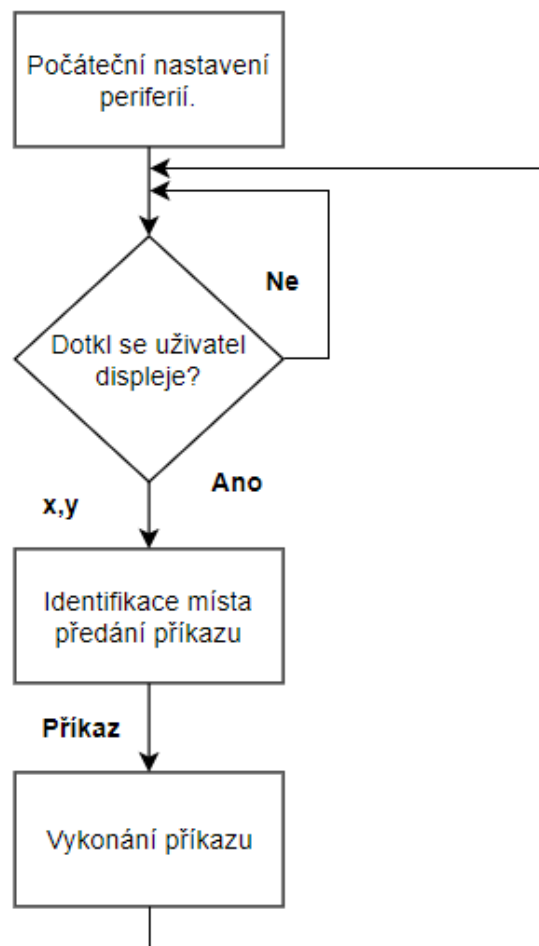 Počáteční nastavení
periferií.
Ne
Dotkl se uživatel
displeje?
Ano
x,y
Identifikace místa
předání příkazu
Příkaz
Vykonání příkazu